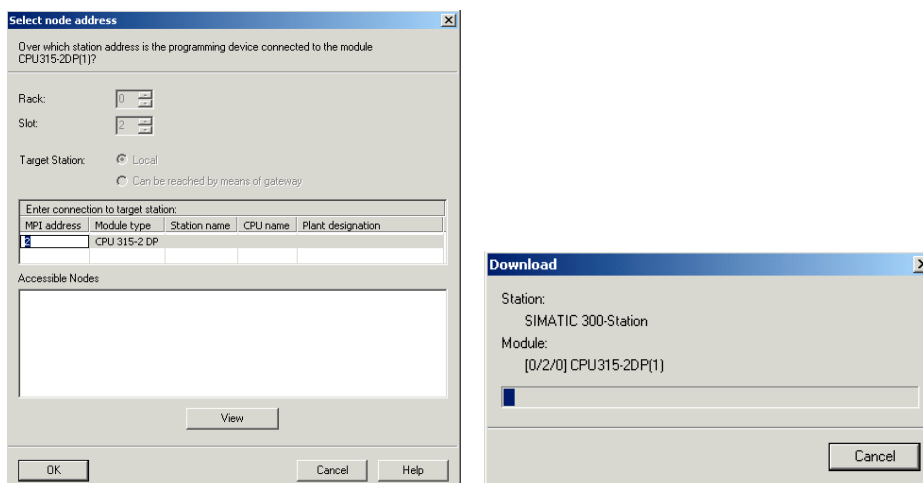 Select node address
Over which station address is the programming device connected to the module
CPU315-2DP(1)?
Rack:
0
Slot:
2
Target Station:
Local
Can be reached by means of gateway
Enter connection to target station:
MPI address Module type Station name CPU name Plant designation
2 CPU 315-2 DP
Accessible Nodes
View
OK Cancel Help
Download
Station:
SIMATIC 300-Station
Module:
[0/2/0] CPU315-2DP(1)
Cancel